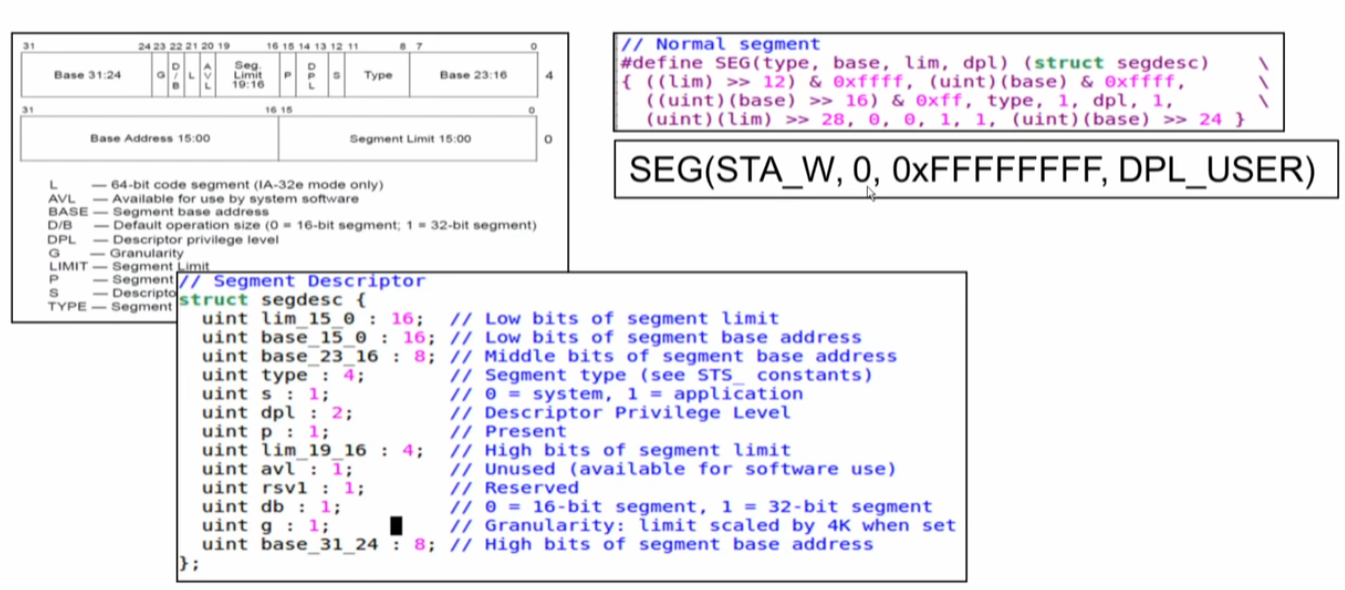 31 24 23 22 21 20 19 16 15 14 13 12 11 8 7 0
Base 31:24 G D/B L AVL Seg. Limit 19:16 P DPL S Type Base 23:16 4
31 16 15 0
Base Address 15:00 Segment Limit 15:00 0
L — 64-bit code segment (IA-32e mode only)
AVL — Available for use by system software
BASE — Segment base address
D/B — Default operation size (0 = 16-bit segment; 1 = 32-bit segment)
DPL — Descriptor privilege level
G — Granularity
LIMIT — Segment Limit
P — Segment
S — Descripto
TYPE — Segment
// Normal segment
#define SEG(type, base, lim, dpl) (struct segdesc) \
{ ((lim) >> 12) & 0xffff, (uint)(base) & 0xffff, \
((uint)(base) >> 16) & 0xff, type, 1, dpl, 1, \
(uint)(lim) >> 28, 0, 0, 1, 1, (uint)(base) >> 24 }
SEG(STA_W, 0, 0xFFFFFFFF, DPL_USER)
// Segment Descriptor
struct segdesc {
uint lim_15_0 : 16; // Low bits of segment limit
uint base_15_0 : 16; // Low bits of segment base address
uint base_23_16 : 8; // Middle bits of segment base address
uint type : 4; // Segment type (see STS_ constants)
uint s : 1; // 0 = system, 1 = application
uint dpl : 2; // Descriptor Privilege Level
uint p : 1; // Present
uint lim_19_16 : 4; // High bits of segment limit
uint avl : 1; // Unused (available for software use)
uint rsv1 : 1; // Reserved
uint db : 1; // 0 = 16-bit segment, 1 = 32-bit segment
uint g : 1; // Granularity: limit scaled by 4K when set
uint base_31_24 : 8; // High bits of segment base address
};